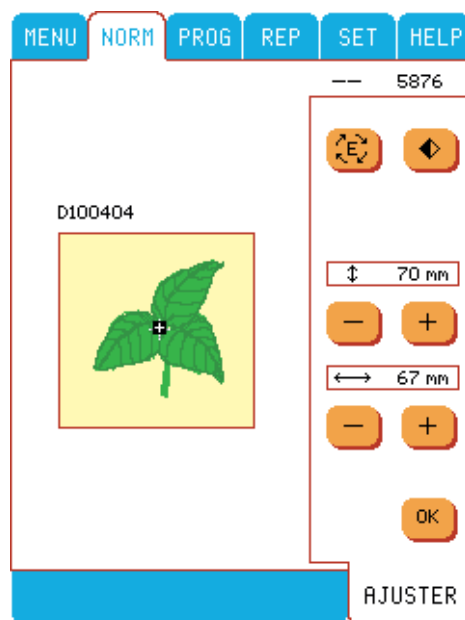 MENU NORM PROG REP SET HELP
—— 5876
E
D100404
↕ 70 mm
− +
↔ 67 mm
− +
OK
AJUSTER